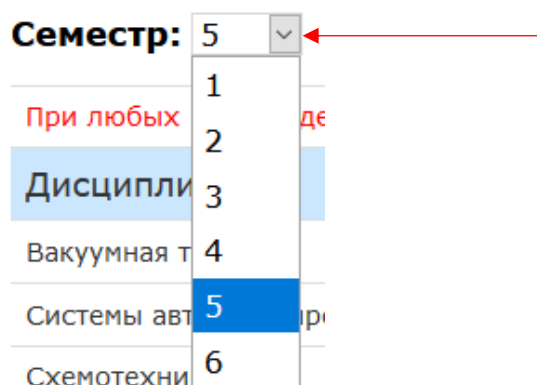 Семестр: 5
1
При любых
2
Дисципли
3
Вакуумная т
4
Системы авт
5
Схемотехни
6